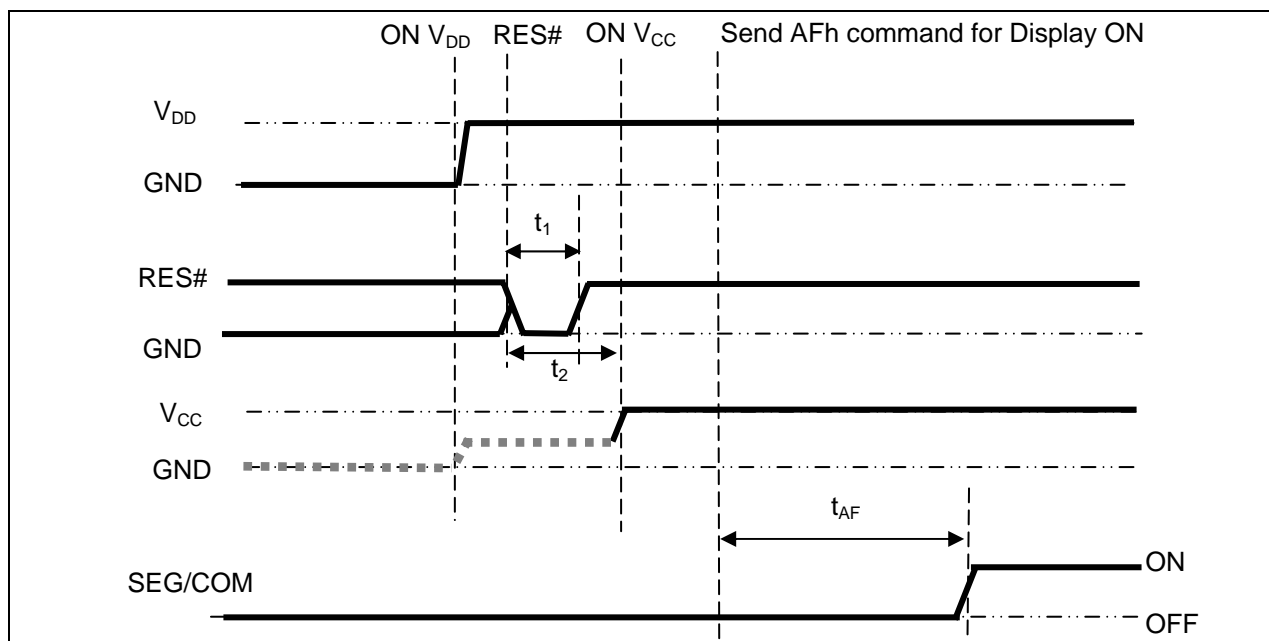 ON VDD RES# ON VCC Send AFh command for Display ON
VDD
GND
t1
RES#
GND
t2
VCC
GND
tAF
ON
SEG/COM
OFF